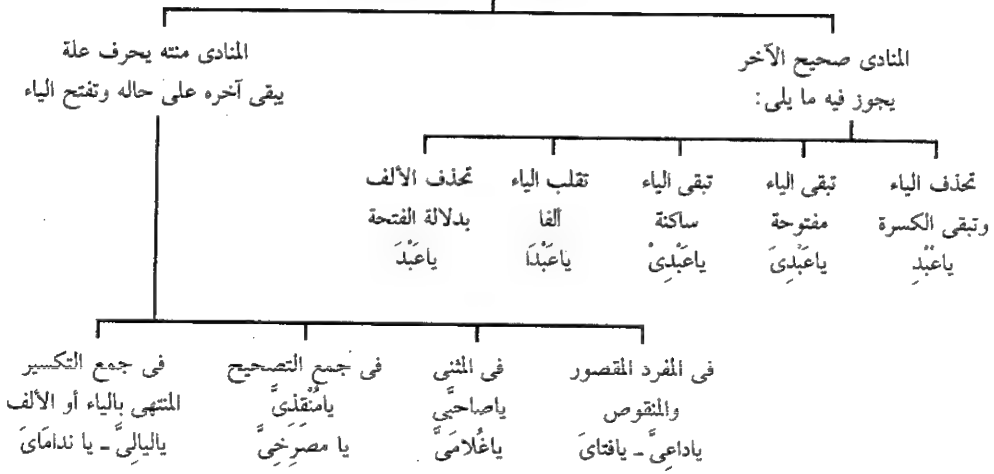 المنادى صحيح الآخر
يجوز فيه ما يلى:
المنادى منته يحرف علة
يبقى آخره على حاله وتفتح الياء
تحذف الياء
وتبقى الكسرة
ياعَبْدِ
تبقى الياء
مفتوحة
ياعَبْدِىَ
تبقى الياء
ساكنة
ياعَبْدِىْ
تقلب الياء
ألفا
ياعَبْدَا
تحذف الألف
بدلالة الفتحة
ياعَبْدَ
فى المفرد المقصور
والمنقوص
ياداعِىَّ - يافتاىَ
فى المثنى
ياصاحبَىَّ
ياغُلامَىَّ
فى جمع التصحيح
يامُنْقِذِىَّ
يا مصرِخِىَّ
فى جمع التكسير
المنتهى بالياء أو الألف
ياليالِىَّ - يا ندامَاىَ